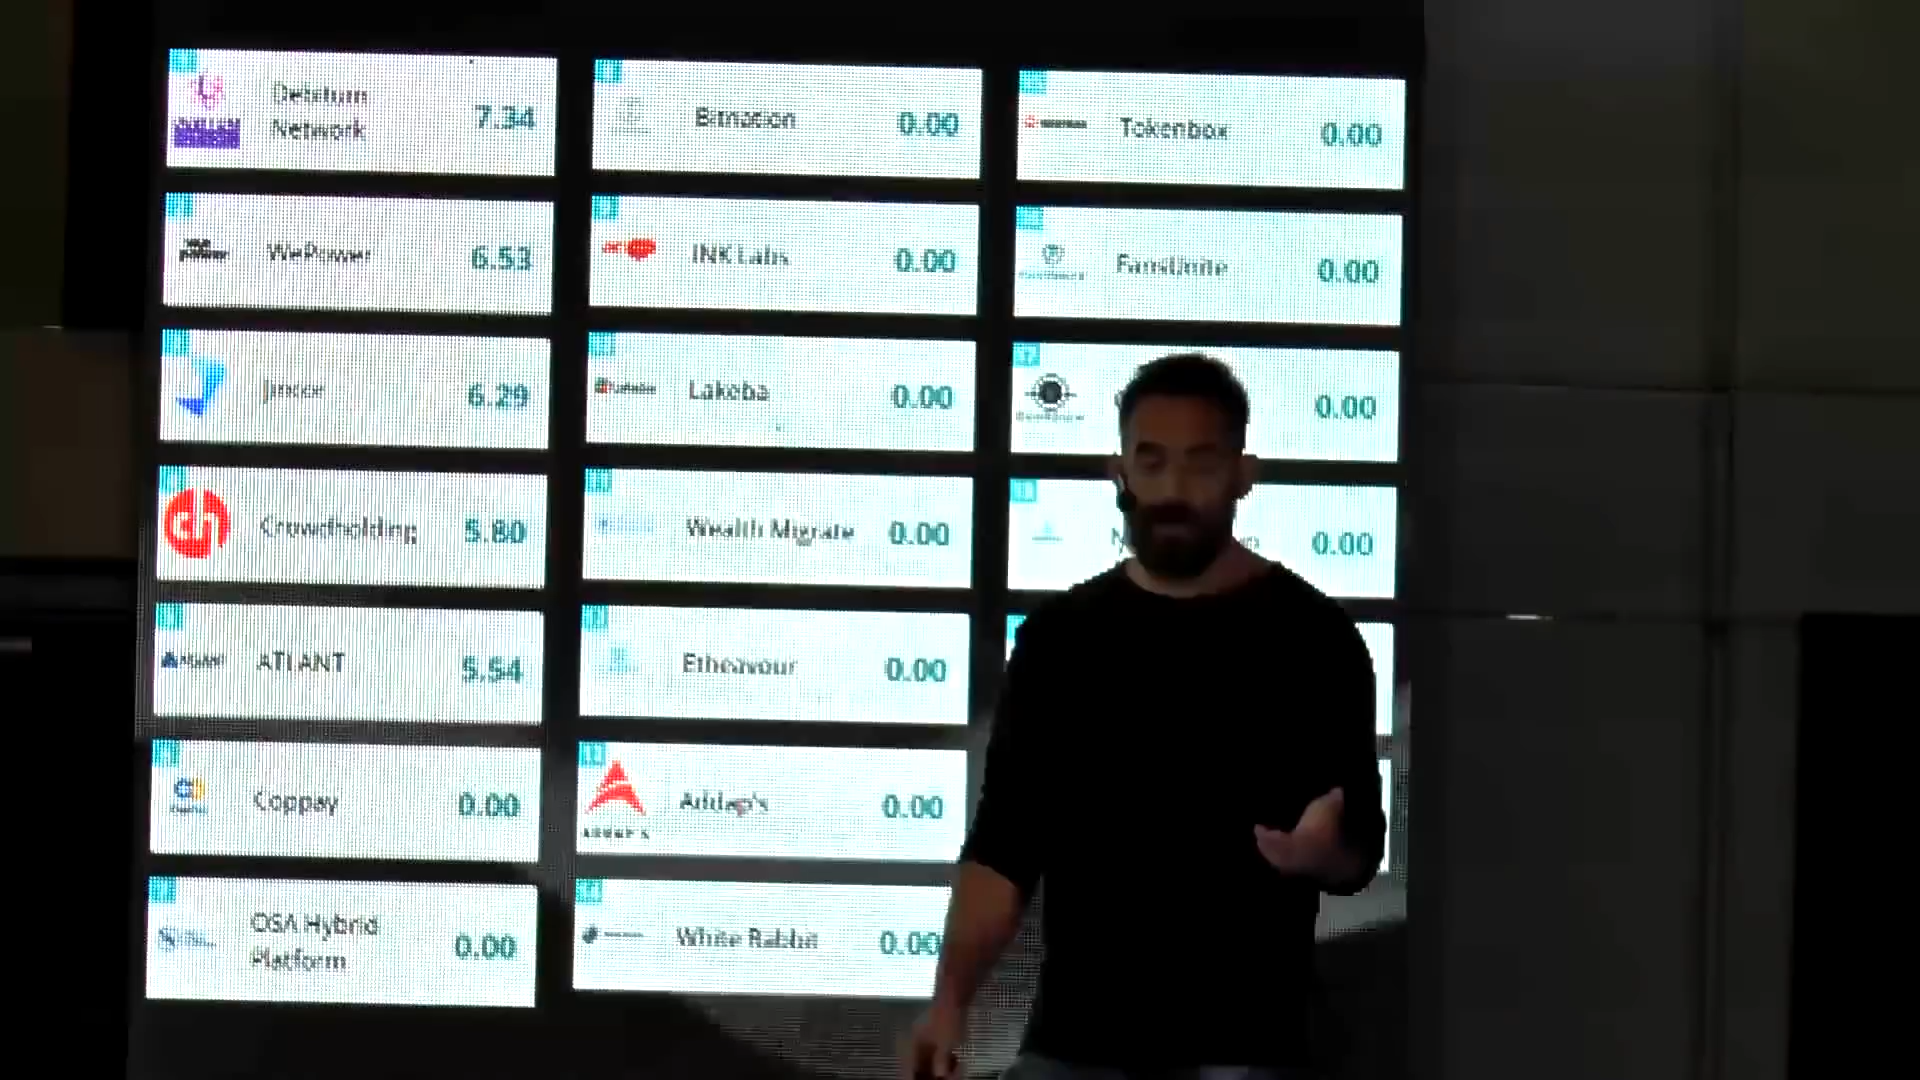 Network
7.34
WePower
6.53
6.29
Crowdholding
5.80
ATLANT
5.54
Coppay
0.00
OSA Hybrid
Platform
0.00
Bitnation
0.00
INK Labs
0.00
Lakeba
0.00
Wealth Migrate
0.00
Etheavour
0.00
0.00
White Rabbit
0.00
Tokenbox
0.00
FansUnite
0.00
0.00
0.00